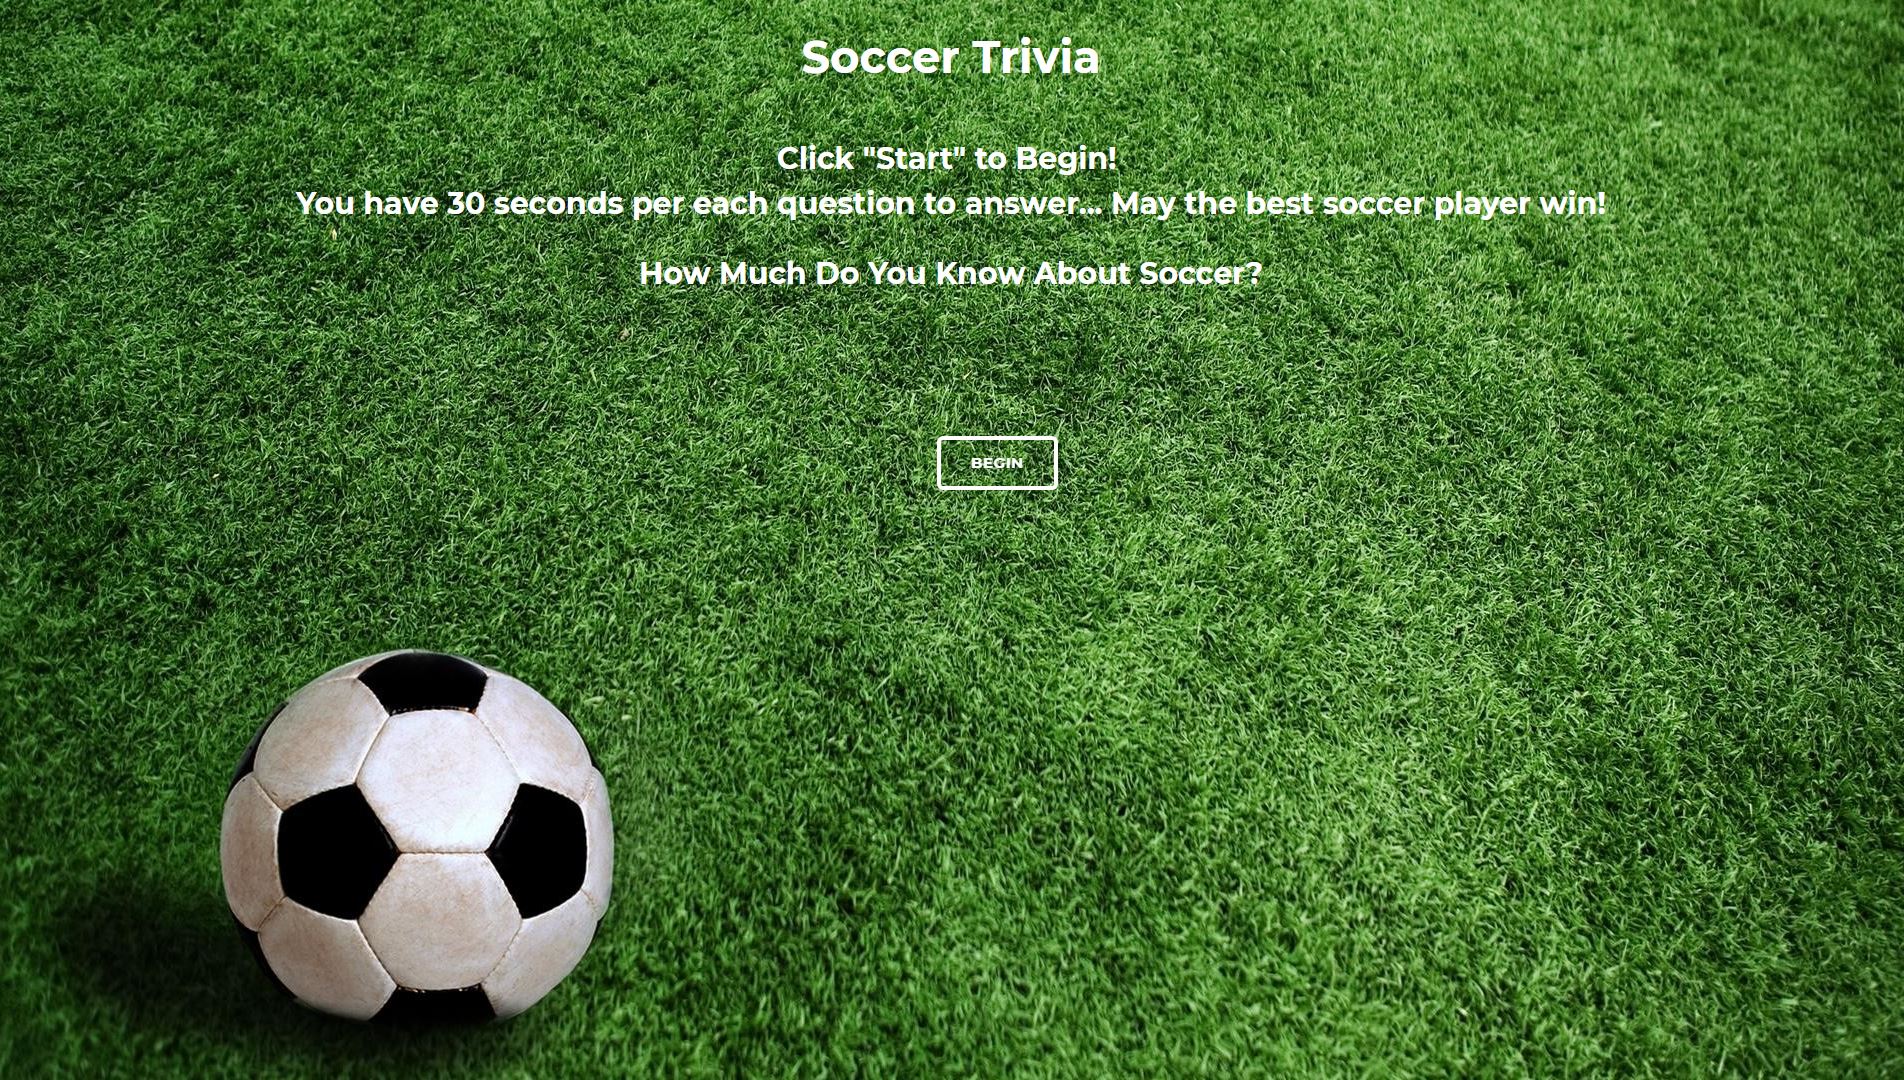 Soccer Trivia
Click "Start" to Begin!
You have 30 seconds per each question to answer... May the best soccer player win!
How Much Do You Know About Soccer?
BEGIN